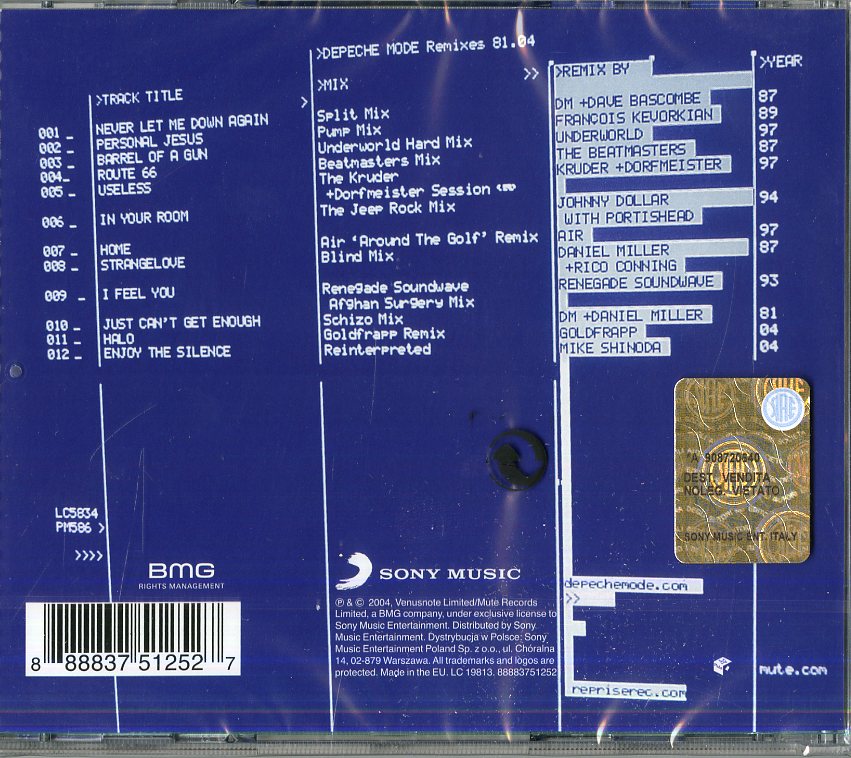 >DEPECHE MODE Remixes 81.04
>TRACK TITLE > >MIX >> >REMIX BY >YEAR
001 _ NEVER LET ME DOWN AGAIN Split Mix DM +DAVE BASCOMBE 87
002 _ PERSONAL JESUS Pump Mix FRANCOIS KEVORKIAN 89
003 _ BARREL OF A GUN Underworld Hard Mix UNDERWORLD 97
004_ ROUTE 66 Beatmasters Mix THE BEATMASTERS 87
005 _ USELESS The Kruder KRUDER +DORFMEISTER 97
+Dorfmeister Session
006 _ IN YOUR ROOM The Jeep Rock Mix JOHNNY DOLLAR 94
WITH PORTISHEAD
007 _ HOME Air 'Around The Golf' Remix AIR 97
008 _ STRANGELOVE Blind Mix DANIEL MILLER 87
+RICO CONNING
009 _ I FEEL YOU Renegade Soundwave RENEGADE SOUNDWAVE 93
Afghan Surgery Mix
010 _ JUST CAN'T GET ENOUGH Schizo Mix DM +DANIEL MILLER 81
011 _ HALO Goldfrapp Remix GOLDFRAPP 04
012 _ ENJOY THE SILENCE Reinterpreted MIKE SHINODA 04
*A 908720640
DEST. VENDITA
NOLEG. VIETATO
SONY MUSIC ENT. ITALY
LC5834
PM586 >
>>>>
BMG
RIGHTS MANAGEMENT
SONY MUSIC
℗ & © 2004, Venusnote Limited/Mute Records
Limited, a BMG company, under exclusive license to
Sony Music Entertainment. Distributed by Sony
Music Entertainment. Dystrybucja w Polsce: Sony
Music Entertainment Poland Sp. z o.o., ul. Chóralna
14, 02-879 Warszawa. All trademarks and logos are
protected. Made in the EU. LC 19813. 88883751252
8 88837 51252 7
depechemode.com
>>
mute.com
repriserec.com